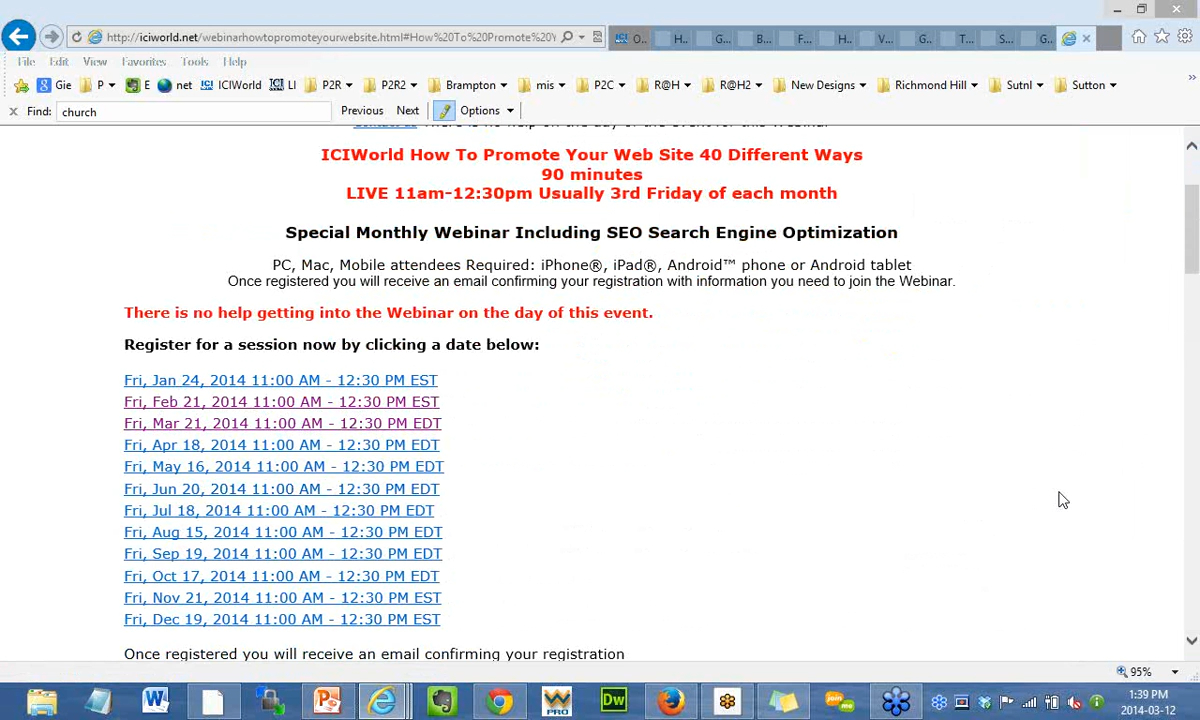 http://iciworld.net/webinarhowtopromoteyourwebsite.html#How%20To%20Promote%20Y
O... H... G... B... F... H... V... G... T... S... G...
File Edit View Favorites Tools Help
Gie P E net ICIWorld LI P2R P2R2 Brampton mis P2C R@H R@H2 New Designs Richmond Hill Sutnl Sutton
Find: church Previous Next Options
ICIWorld How To Promote Your Web Site 40 Different Ways
90 minutes
LIVE 11am-12:30pm Usually 3rd Friday of each month
Special Monthly Webinar Including SEO Search Engine Optimization
PC, Mac, Mobile attendees Required: iPhone®, iPad®, Android™ phone or Android tablet
Once registered you will receive an email confirming your registration with information you need to join the Webinar.
There is no help getting into the Webinar on the day of this event.
Register for a session now by clicking a date below:
Fri, Jan 24, 2014 11:00 AM - 12:30 PM EST
Fri, Feb 21, 2014 11:00 AM - 12:30 PM EST
Fri, Mar 21, 2014 11:00 AM - 12:30 PM EDT
Fri, Apr 18, 2014 11:00 AM - 12:30 PM EDT
Fri, May 16, 2014 11:00 AM - 12:30 PM EDT
Fri, Jun 20, 2014 11:00 AM - 12:30 PM EDT
Fri, Jul 18, 2014 11:00 AM - 12:30 PM EDT
Fri, Aug 15, 2014 11:00 AM - 12:30 PM EDT
Fri, Sep 19, 2014 11:00 AM - 12:30 PM EDT
Fri, Oct 17, 2014 11:00 AM - 12:30 PM EDT
Fri, Nov 21, 2014 11:00 AM - 12:30 PM EST
Fri, Dec 19, 2014 11:00 AM - 12:30 PM EST
Once registered you will receive an email confirming your registration
95%
1:39 PM
2014-03-12